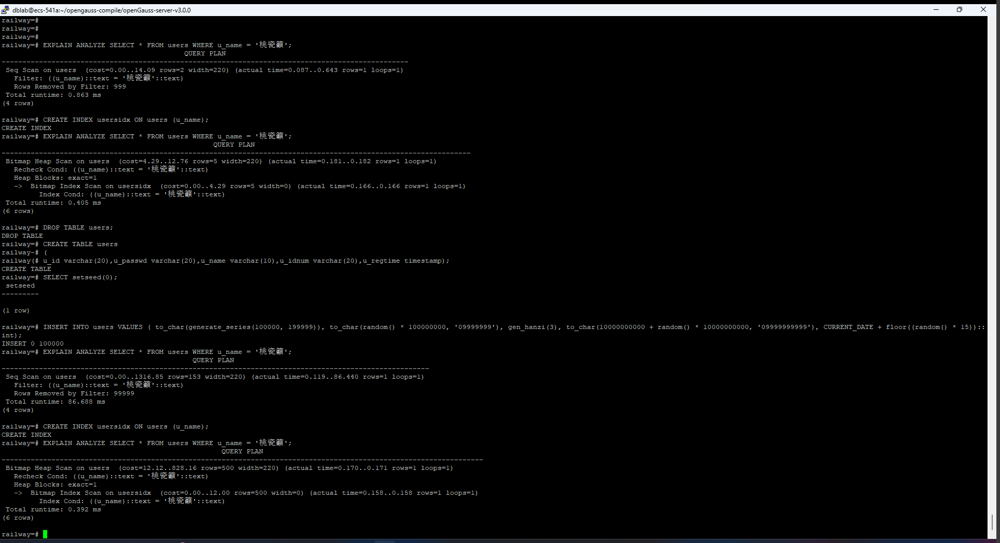 dblab@ecs-541a:~/opengauss-compile/openGauss-server-v3.0.0
railway=#
railway=#
railway=#
railway=# EXPLAIN ANALYZE SELECT * FROM users WHERE u_name = '桃瓷籲';
QUERY PLAN
--------------------------------------------------------------------------------------------------
Seq Scan on users  (cost=0.00..14.09 rows=2 width=220) (actual time=0.087..0.643 rows=1 loops=1)
Filter: ((u_name)::text = '桃瓷籲'::text)
Rows Removed by Filter: 999
Total runtime: 0.863 ms
(4 rows)
railway=# CREATE INDEX usersidx ON users (u_name);
CREATE INDEX
railway=# EXPLAIN ANALYZE SELECT * FROM users WHERE u_name = '桃瓷籲';
QUERY PLAN
-----------------------------------------------------------------------------------------------------------------
Bitmap Heap Scan on users  (cost=4.29..12.76 rows=5 width=220) (actual time=0.181..0.182 rows=1 loops=1)
Recheck Cond: ((u_name)::text = '桃瓷籲'::text)
Heap Blocks: exact=1
->  Bitmap Index Scan on usersidx  (cost=0.00..4.29 rows=5 width=0) (actual time=0.166..0.166 rows=1 loops=1)
Index Cond: ((u_name)::text = '桃瓷籲'::text)
Total runtime: 0.405 ms
(6 rows)
railway=# DROP TABLE users;
DROP TABLE
railway=# CREATE TABLE users
railway-# (
railway(# u_id varchar(20),u_passwd varchar(20),u_name varchar(10),u_idnum varchar(20),u_regtime timestamp);
CREATE TABLE
railway=# SELECT setseed(0);
setseed
---------
(1 row)
railway=# INSERT INTO users VALUES ( to_char(generate_series(100000, 199999)), to_char(random() * 100000000, '09999999'), gen_hanzi(3), to_char(10000000000 + random() * 10000000000, '09999999999'), CURRENT_DATE + floor((random() * 15))::
int);
INSERT 0 100000
railway=# EXPLAIN ANALYZE SELECT * FROM users WHERE u_name = '桃瓷籲';
QUERY PLAN
-------------------------------------------------------------------------------------------------------
Seq Scan on users  (cost=0.00..1316.85 rows=153 width=220) (actual time=0.119..86.440 rows=1 loops=1)
Filter: ((u_name)::text = '桃瓷籲'::text)
Rows Removed by Filter: 99999
Total runtime: 86.688 ms
(4 rows)
railway=# CREATE INDEX usersidx ON users (u_name);
CREATE INDEX
railway=# EXPLAIN ANALYZE SELECT * FROM users WHERE u_name = '桃瓷籲';
QUERY PLAN
--------------------------------------------------------------------------------------------------------------------
Bitmap Heap Scan on users  (cost=12.12..828.16 rows=500 width=220) (actual time=0.170..0.171 rows=1 loops=1)
Recheck Cond: ((u_name)::text = '桃瓷籲'::text)
Heap Blocks: exact=1
->  Bitmap Index Scan on usersidx  (cost=0.00..12.00 rows=500 width=0) (actual time=0.158..0.158 rows=1 loops=1)
Index Cond: ((u_name)::text = '桃瓷籲'::text)
Total runtime: 0.392 ms
(6 rows)
railway=#